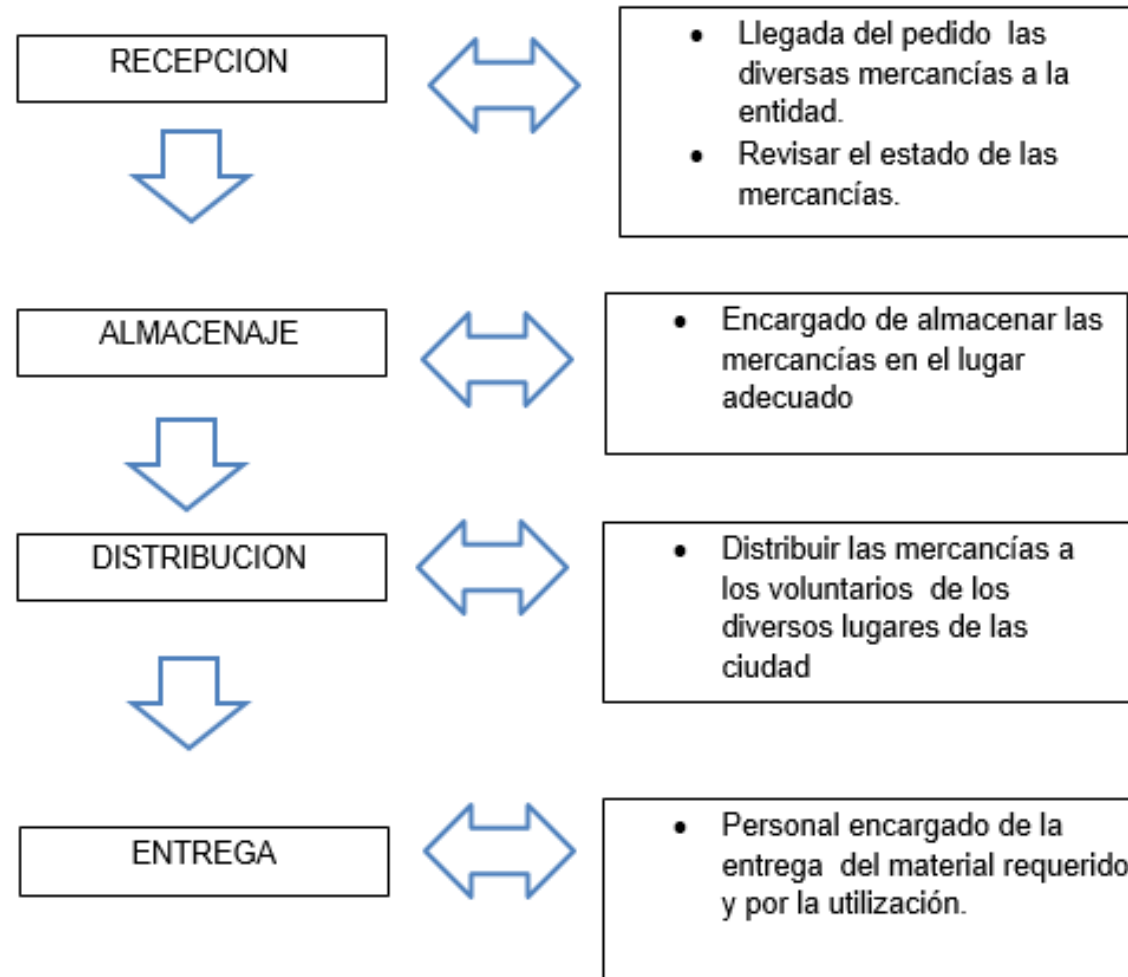 RECEPCION
• Llegada del pedido las
diversas mercancías a la
entidad.
• Revisar el estado de las
mercancías.
ALMACENAJE
• Encargado de almacenar las
mercancías en el lugar
adecuado
DISTRIBUCION
• Distribuir las mercancías a
los voluntarios de los
diversos lugares de las
ciudad
ENTREGA
• Personal encargado de la
entrega del material requerido
y por la utilización.